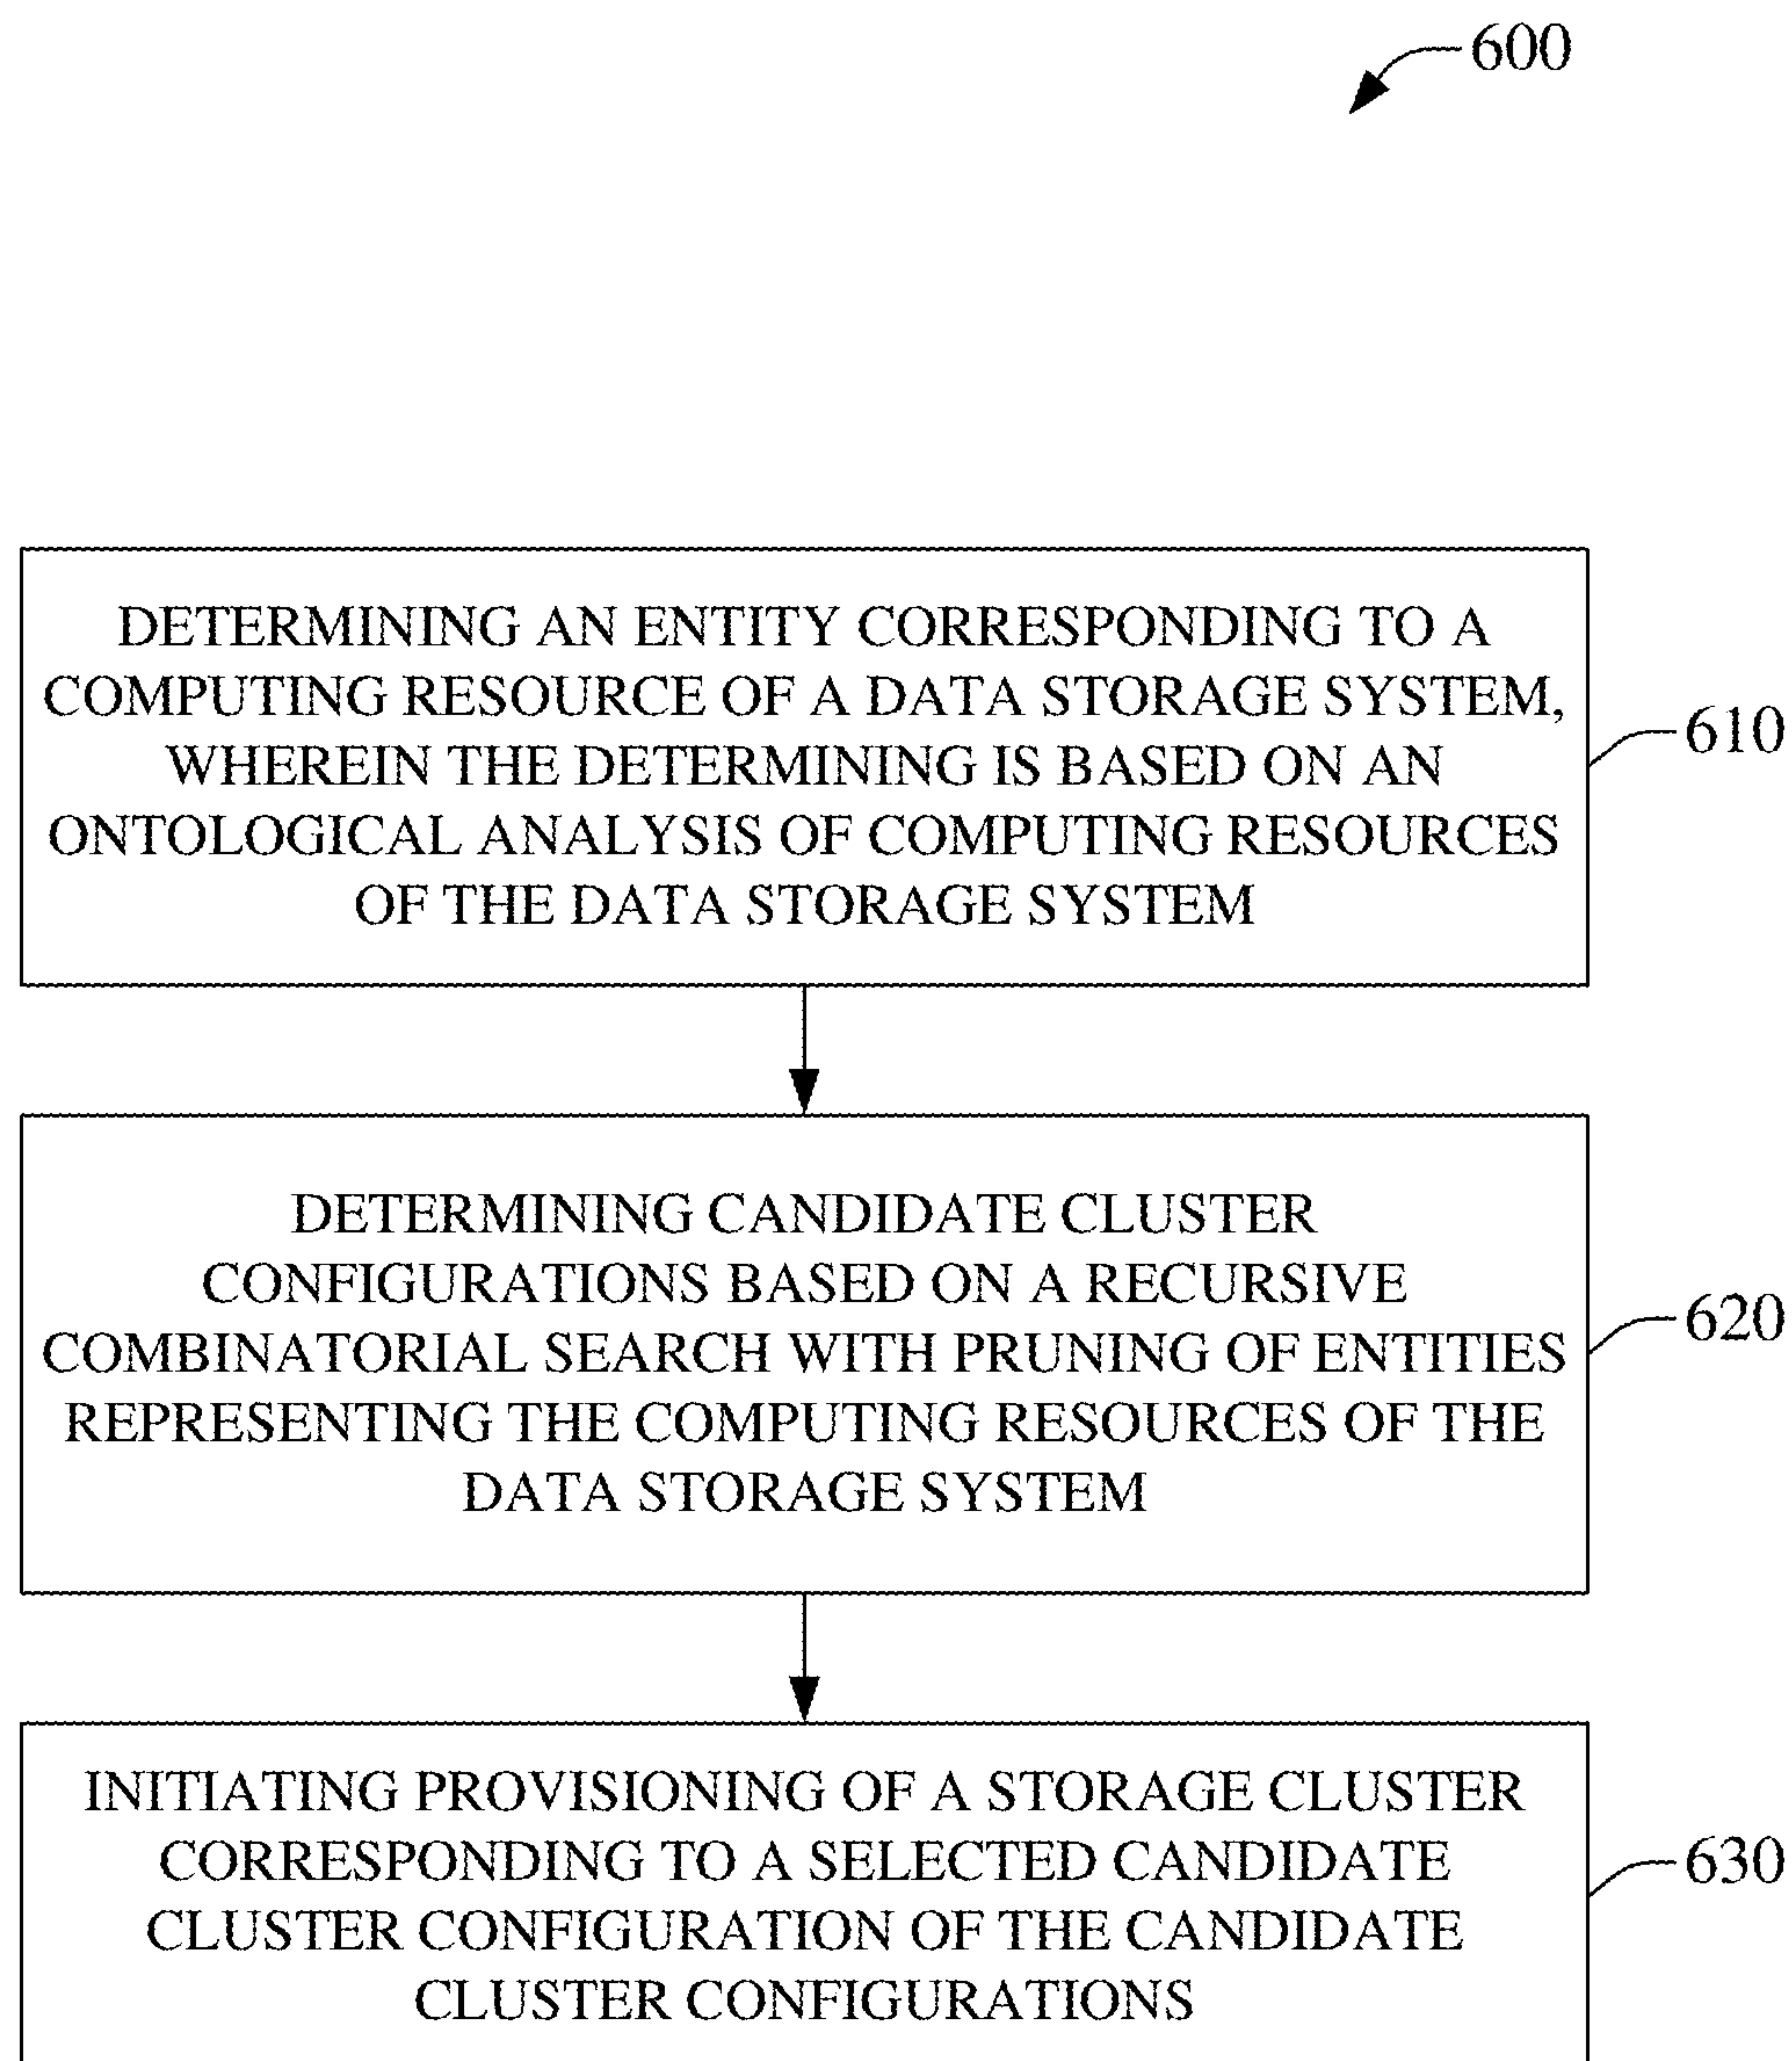 600
DETERMINING AN ENTITY CORRESPONDING TO A
COMPUTING RESOURCE OF A DATA STORAGE SYSTEM,
WHEREIN THE DETERMINING IS BASED ON AN
ONTOLOGICAL ANALYSIS OF COMPUTING RESOURCES
OF THE DATA STORAGE SYSTEM
610
DETERMINING CANDIDATE CLUSTER
CONFIGURATIONS BASED ON A RECURSIVE
COMBINATORIAL SEARCH WITH PRUNING OF ENTITIES
REPRESENTING THE COMPUTING RESOURCES OF THE
DATA STORAGE SYSTEM
620
INITIATING PROVISIONING OF A STORAGE CLUSTER
CORRESPONDING TO A SELECTED CANDIDATE
CLUSTER CONFIGURATION OF THE CANDIDATE
CLUSTER CONFIGURATIONS
630